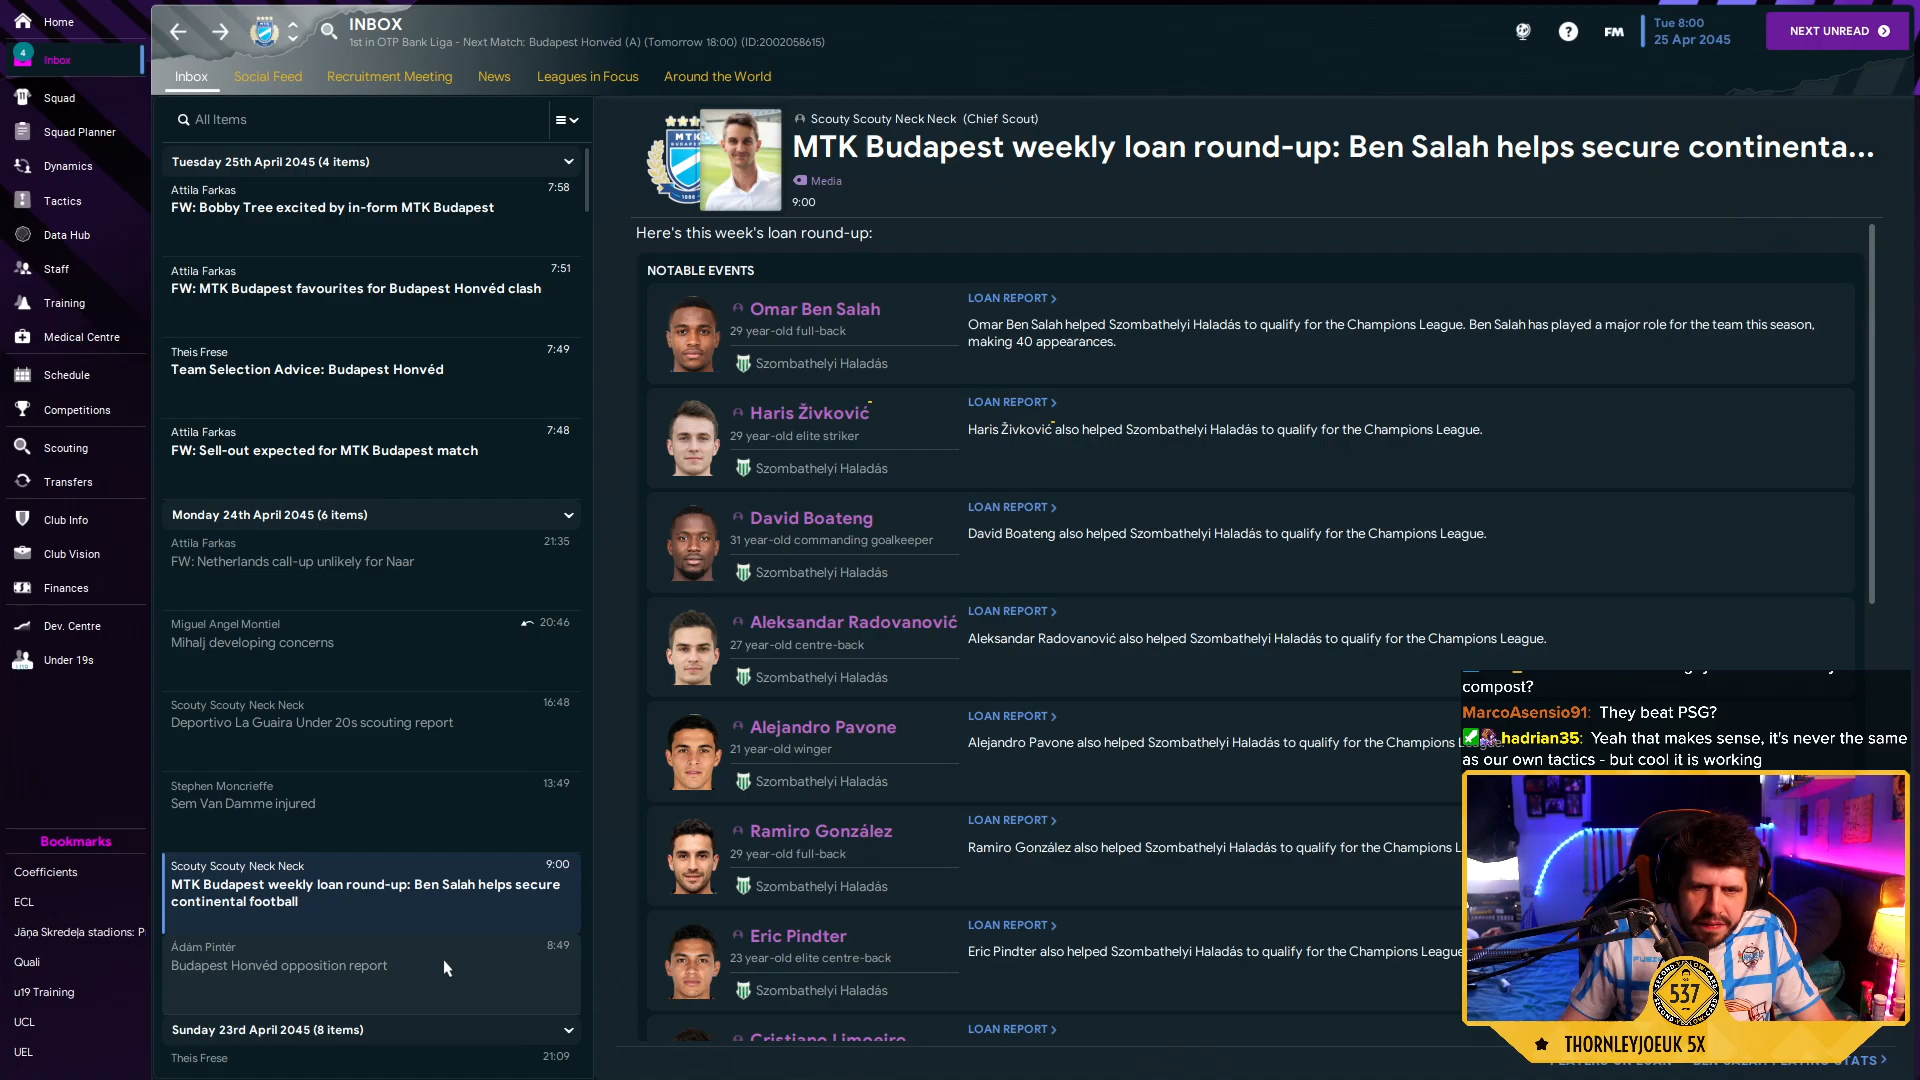 Home
4
Inbox
Squad
Squad Planner
Dynamics
Tactics
Data Hub
Staff
Training
Medical Centre
Schedule
Competitions
Scouting
Transfers
Club Info
Club Vision
Finances
Dev. Centre
Under 19s
Bookmarks
Coefficients
ECL
Jāņa Skredeļa stadions: P
Quali
u19 Training
UCL
UEL
INBOX
1st in OTP Bank Liga - Next Match: Budapest Honvéd (A) (Tomorrow 18:00) (ID:2002058615)
FM
Tue 8:00
25 Apr 2045
NEXT UNREAD
Inbox
Social Feed
Recruitment Meeting
News
Leagues in Focus
Around the World
All Items
Tuesday 25th April 2045 (4 items)
Attila Farkas 7:58
FW: Bobby Tree excited by in-form MTK Budapest
Attila Farkas 7:51
FW: MTK Budapest favourites for Budapest Honvéd clash
Theis Frese 7:49
Team Selection Advice: Budapest Honvéd
Attila Farkas 7:48
FW: Sell-out expected for MTK Budapest match
Monday 24th April 2045 (6 items)
Attila Farkas 21:35
FW: Netherlands call-up unlikely for Naar
Miguel Angel Montiel 20:46
Mihalj developing concerns
Scouty Scouty Neck Neck 16:48
Deportivo La Guaira Under 20s scouting report
Stephen Moncrieffe 13:49
Sem Van Damme injured
Scouty Scouty Neck Neck 9:00
MTK Budapest weekly loan round-up: Ben Salah helps secure
continental football
Ádám Pintér 8:49
Budapest Honvéd opposition report
Sunday 23rd April 2045 (8 items)
Theis Frese 21:09
MTK
Scouty Scouty Neck Neck (Chief Scout)
MTK Budapest weekly loan round-up: Ben Salah helps secure continenta...
Media
9:00
Here's this week's loan round-up:
NOTABLE EVENTS
Omar Ben Salah
29 year-old full-back
Szombathelyi Haladás
LOAN REPORT
Omar Ben Salah helped Szombathelyi Haladás to qualify for the Champions League. Ben Salah has played a major role for the team this season,
making 40 appearances.
Haris Živković
29 year-old elite striker
Szombathelyi Haladás
LOAN REPORT
Haris Živković also helped Szombathelyi Haladás to qualify for the Champions League.
David Boateng
31 year-old commanding goalkeeper
Szombathelyi Haladás
LOAN REPORT
David Boateng also helped Szombathelyi Haladás to qualify for the Champions League.
Aleksandar Radovanović
27 year-old centre-back
Szombathelyi Haladás
LOAN REPORT
Aleksandar Radovanović also helped Szombathelyi Haladás to qualify for the Champions League.
Alejandro Pavone
21 year-old winger
Szombathelyi Haladás
LOAN REPORT
Alejandro Pavone also helped Szombathelyi Haladás to qualify for the Champions
Ramiro González
29 year-old full-back
Szombathelyi Haladás
LOAN REPORT
Ramiro González also helped Szombathelyi Haladás to qualify for the Champions L
Eric Pindter
23 year-old elite centre-back
Szombathelyi Haladás
LOAN REPORT
Eric Pindter also helped Szombathelyi Haladás to qualify for the Champions League
Cristiano Limoeiro
LOAN REPORT
compost?
MarcoAsensio91: They beat PSG?
hadrian35: Yeah that makes sense, it's never the same
as our own tactics - but cool it is working
537
THORNLEYJOEUK 5X